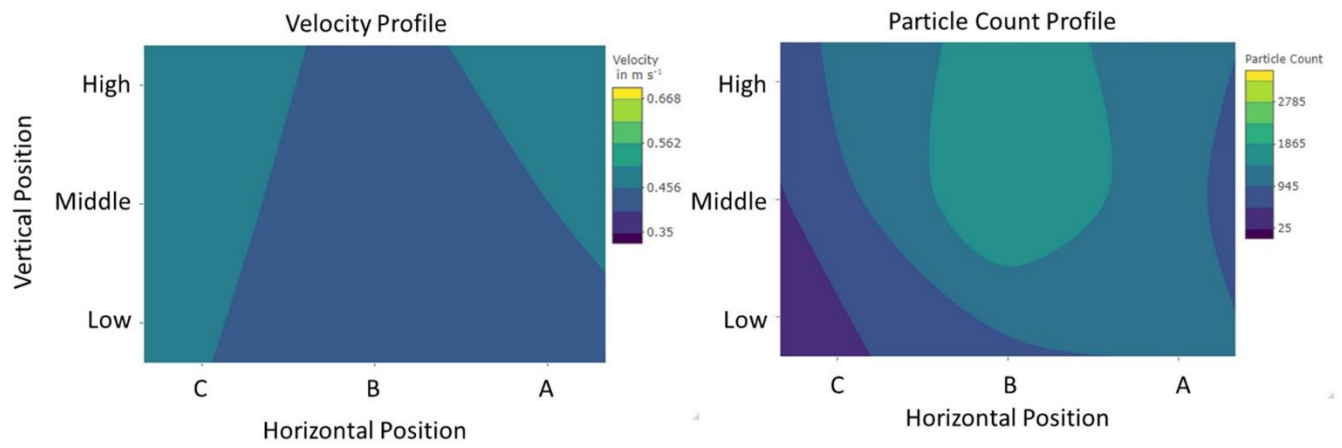 Velocity Profile
Vertical Position
High
Middle
Low
C B A
Horizontal Position
Velocity
in m s⁻¹
0.668
0.562
0.456
0.35
Particle Count Profile
High
Middle
Low
C B A
Horizontal Position
Particle Count
2785
1865
945
25